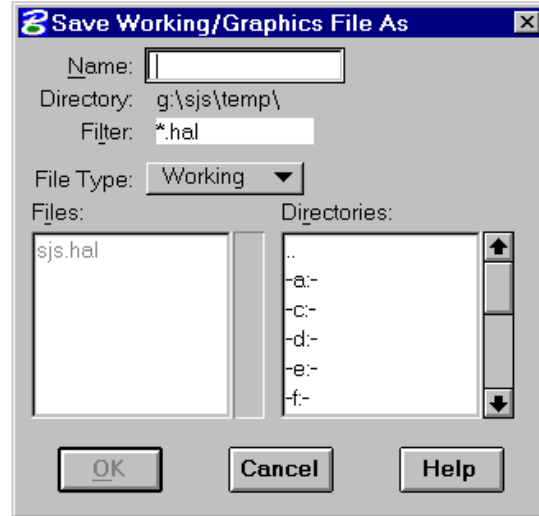 Save Working/Graphics File As
Name:
Directory: g:\sjs\temp\
Filter: *.hal
File Type: Working
Files: Directories:
sjs.hal ..
-a:-
-c:-
-d:-
-e:-
-f:-
OK Cancel Help